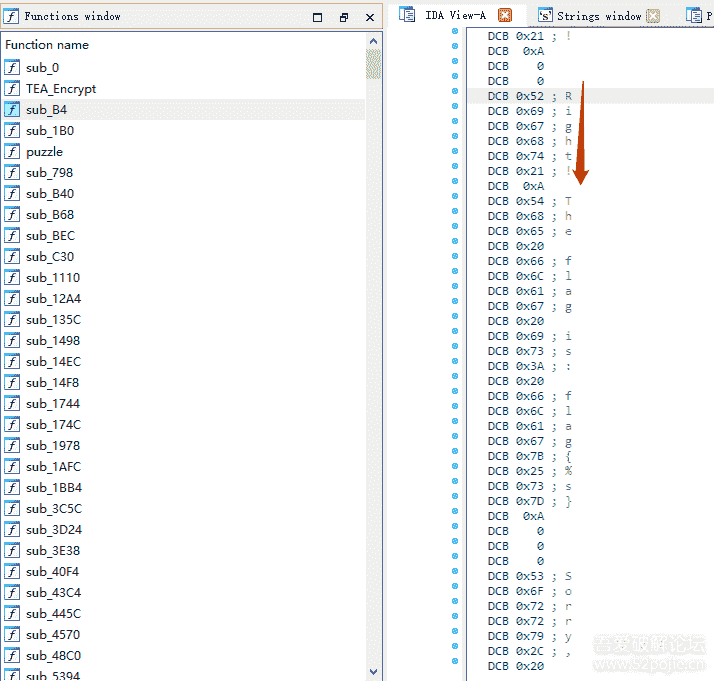 Functions window
Function name
sub_0
TEA_Encrypt
sub_B4
sub_1B0
puzzle
sub_798
sub_B40
sub_B68
sub_BEC
sub_C30
sub_1110
sub_12A4
sub_135C
sub_1498
sub_14EC
sub_14F8
sub_1744
sub_174C
sub_1978
sub_1AFC
sub_1BB4
sub_3C5C
sub_3D24
sub_3E38
sub_40F4
sub_43C4
sub_445C
sub_4570
sub_48C0
sub_5394
IDA View-A
Strings window
P
DCB 0x21 ; !
DCB 0xA
DCB 0
DCB 0
DCB 0x52 ; R
DCB 0x69 ; i
DCB 0x67 ; g
DCB 0x68 ; h
DCB 0x74 ; t
DCB 0x21 ; !
DCB 0xA
DCB 0x54 ; T
DCB 0x68 ; h
DCB 0x65 ; e
DCB 0x20
DCB 0x66 ; f
DCB 0x6C ; l
DCB 0x61 ; a
DCB 0x67 ; g
DCB 0x20
DCB 0x69 ; i
DCB 0x73 ; s
DCB 0x3A ; :
DCB 0x20
DCB 0x66 ; f
DCB 0x6C ; l
DCB 0x61 ; a
DCB 0x67 ; g
DCB 0x7B ; {
DCB 0x25 ; %
DCB 0x73 ; s
DCB 0x7D ; }
DCB 0xA
DCB 0
DCB 0
DCB 0
DCB 0x53 ; S
DCB 0x6F ; o
DCB 0x72 ; r
DCB 0x72 ; r
DCB 0x79 ; y
DCB 0x2C ; ,
DCB 0x20
吾爱破解论坛
www.52pojie.cn